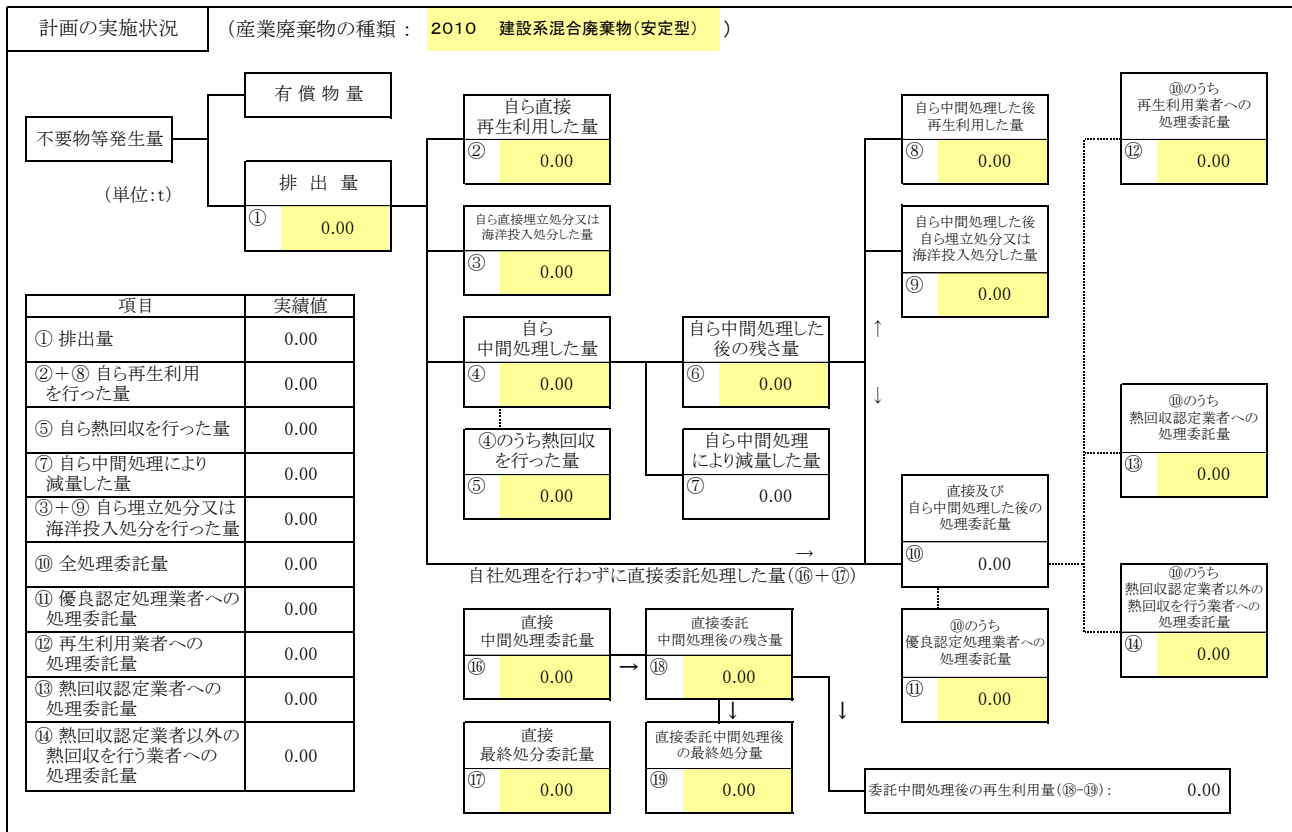 計画の実施状況
(産業廃棄物の種類： 2010 建設系混合廃棄物(安定型) )
不要物等発生量
(単位:t)
有償物量
排出量
① 0.00
自ら直接
再生利用した量
② 0.00
自ら直接埋立処分又は
海洋投入処分した量
③ 0.00
自ら
中間処理した量
④ 0.00
④のうち熱回収
を行った量
⑤ 0.00
自ら中間処理した
後の残さ量
⑥ 0.00
自ら中間処理
により減量した量
⑦ 0.00
自ら中間処理した後
再生利用した量
⑧ 0.00
自ら中間処理した後
自ら埋立処分又は
海洋投入処分した量
⑨ 0.00
↑
↓
直接及び
自ら中間処理した後の
処理委託量
⑩ 0.00
⑩のうち
優良認定処理業者への
処理委託量
⑪ 0.00
⑩のうち
再生利用業者への
処理委託量
⑫ 0.00
⑩のうち
熱回収認定業者への
処理委託量
⑬ 0.00
⑩のうち
熱回収認定業者以外の
熱回収を行う業者への
処理委託量
⑭ 0.00
→
自社処理を行わずに直接委託処理した量(⑯＋⑰)
直接
中間処理委託量
⑯ 0.00
→
直接委託
中間処理後の残さ量
⑱ 0.00
↓
↓
直接
最終処分委託量
⑰ 0.00
直接委託中間処理後
の最終処分量
⑲ 0.00
委託中間処理後の再生利用量(⑱-⑲)： 0.00
項目 実績値
① 排出量 0.00
②＋⑧ 自ら再生利用
を行った量 0.00
⑤ 自ら熱回収を行った量 0.00
⑦ 自ら中間処理により
減量した量 0.00
③＋⑨ 自ら埋立処分又は
海洋投入処分を行った量 0.00
⑩ 全処理委託量 0.00
⑪ 優良認定処理業者への
処理委託量 0.00
⑫ 再生利用業者への
処理委託量 0.00
⑬ 熱回収認定業者への
処理委託量 0.00
⑭ 熱回収認定業者以外の
熱回収を行う業者への
処理委託量 0.00